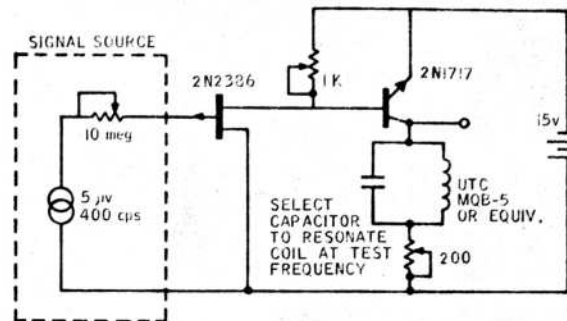 SIGNAL SOURCE
10 meg
5 μv
400 cps
2N2386
1K
2N1717
15v
UTC
MQB-5
OR EQUIV.
SELECT
CAPACITOR
TO RESONATE
COIL AT TEST
FREQUENCY
200